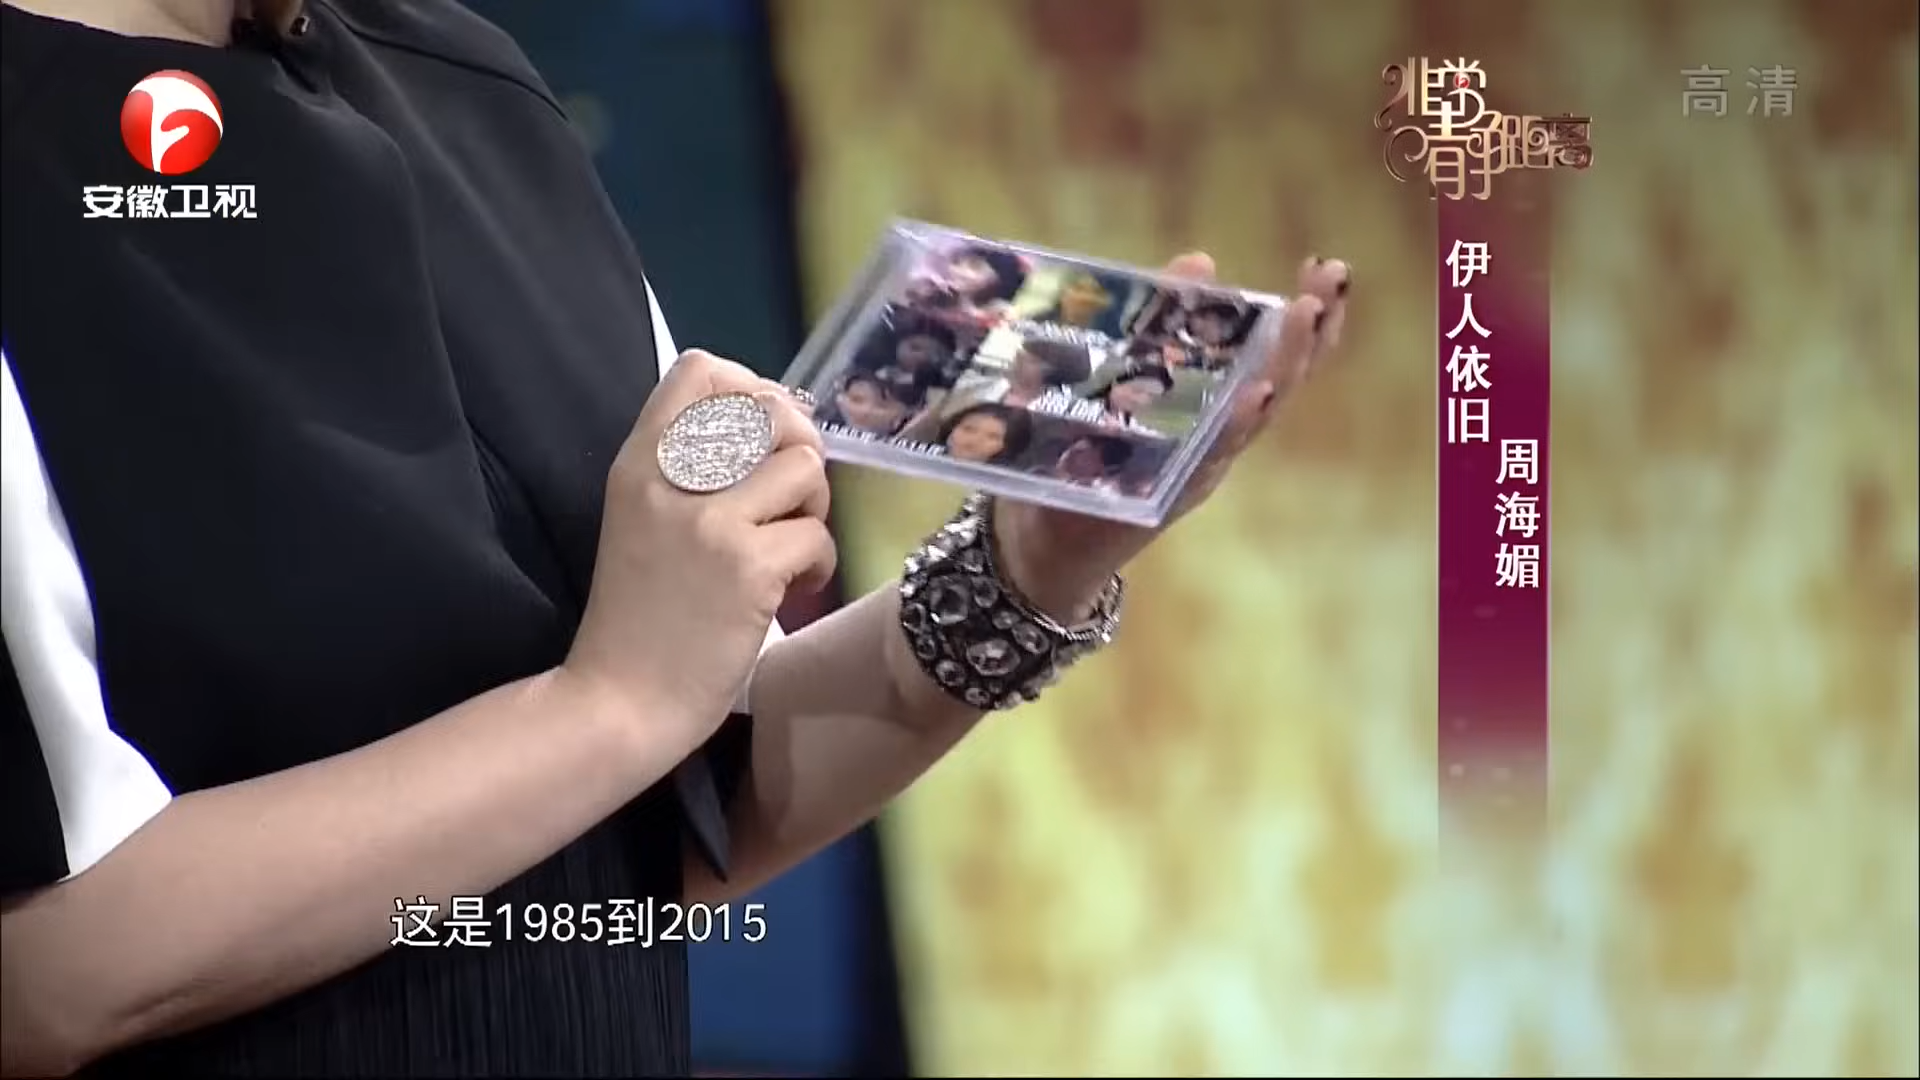 安徽卫视
非常静距离
高清
伊人依旧
周海媚
这是1985到2015